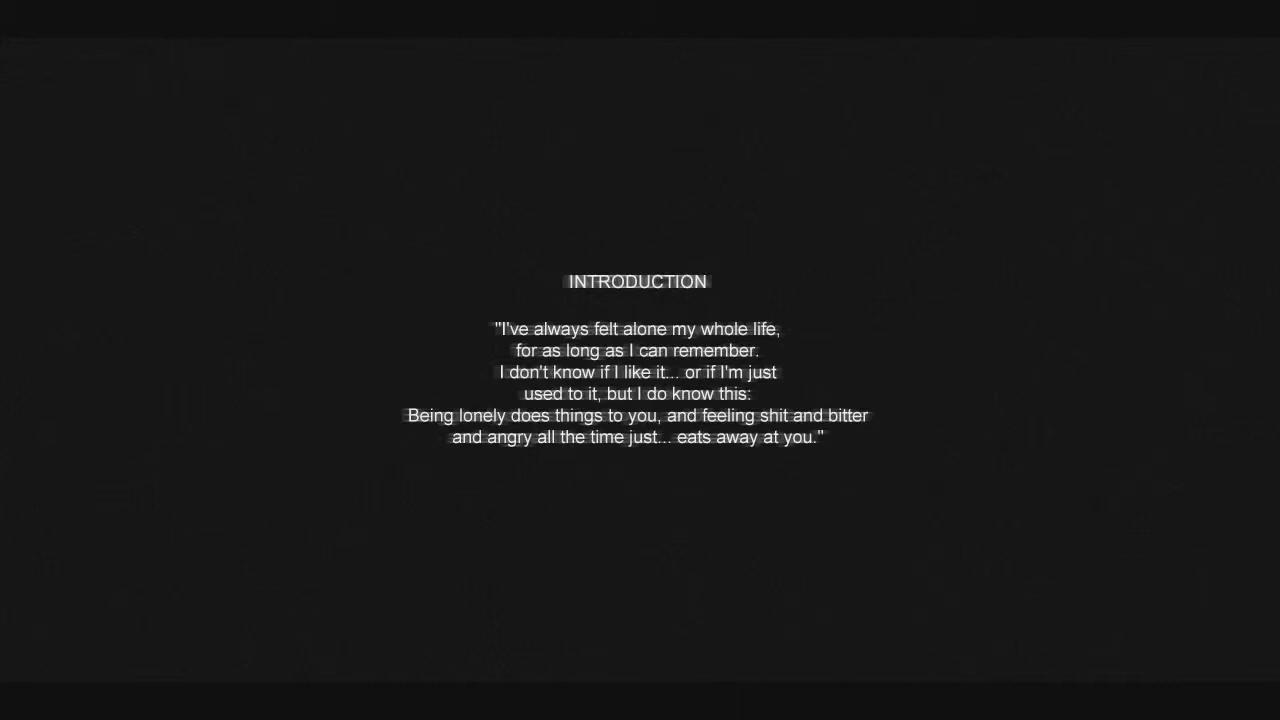 INTRODUCTION
"I've always felt alone my whole life,
for as long as I can remember.
I don't know if I like it... or if I'm just
used to it, but I do know this:
Being lonely does things to you, and feeling shit and bitter
and angry all the time just... eats away at you."